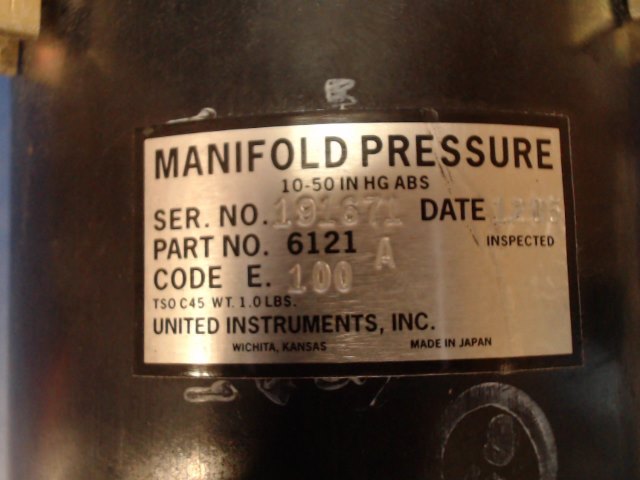 MANIFOLD PRESSURE
10-50 IN HG ABS
SER. NO. 191671 DATE
PART NO. 6121 A INSPECTED
CODE E. 100
TSO C45 WT. 1.0 LBS.
UNITED INSTRUMENTS, INC.
WICHITA, KANSAS MADE IN JAPAN